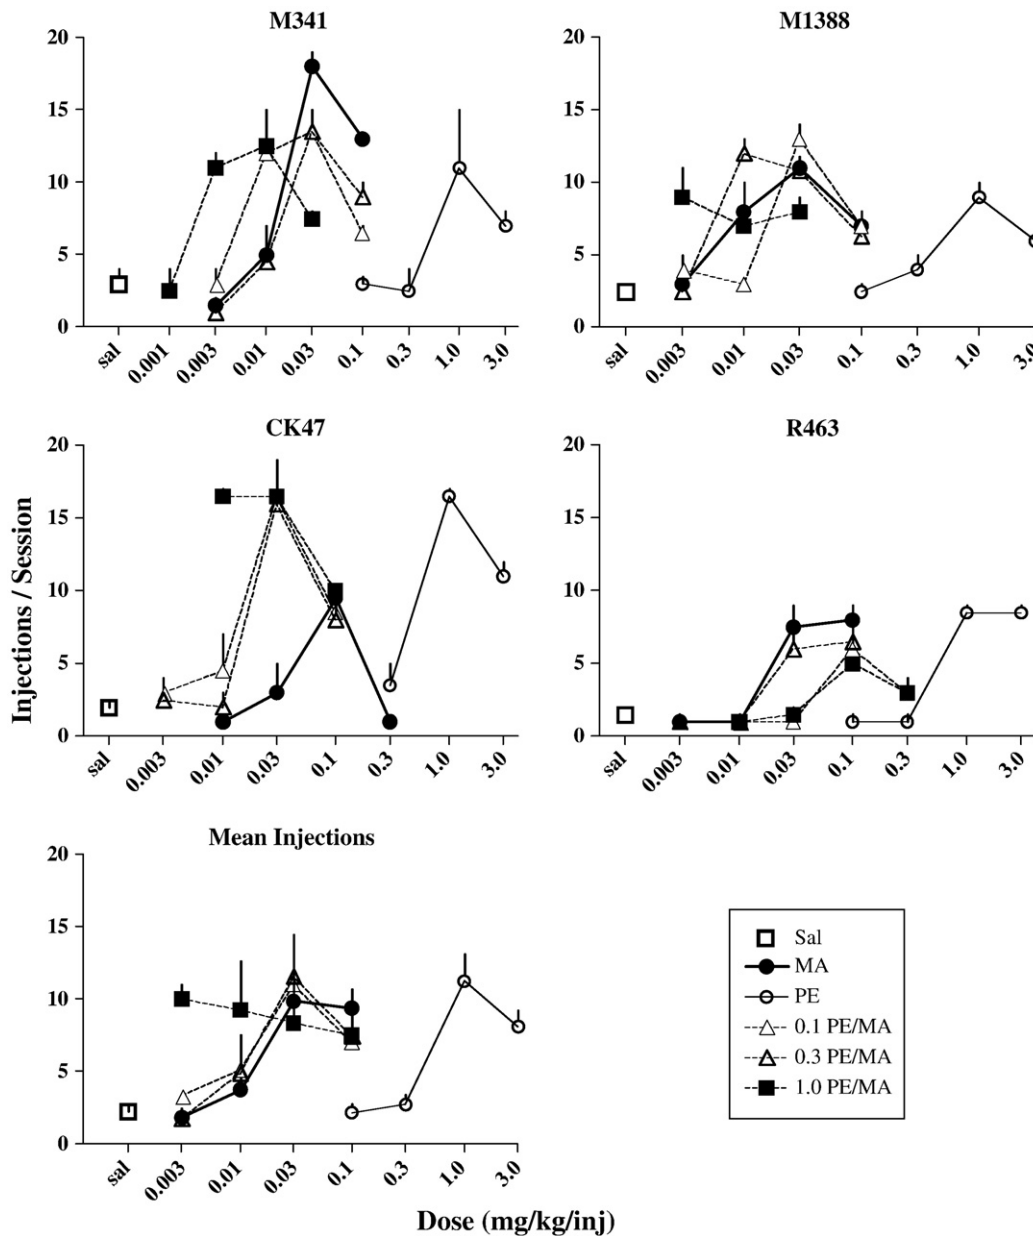 M341
20
15
10
5
0
sal 0.001 0.003 0.01 0.03 0.1 0.3 1.0 3.0
M1388
20
15
10
5
0
sal 0.003 0.01 0.03 0.1 0.3 1.0 3.0
CK47
20
15
10
5
0
sal 0.003 0.01 0.03 0.1 0.3 1.0 3.0
R463
20
15
10
5
0
sal 0.003 0.01 0.03 0.1 0.3 1.0 3.0
Injections / Session
Mean Injections
20
15
10
5
0
sal 0.003 0.01 0.03 0.1 0.3 1.0 3.0
Sal
MA
PE
0.1 PE/MA
0.3 PE/MA
1.0 PE/MA
Dose (mg/kg/inj)